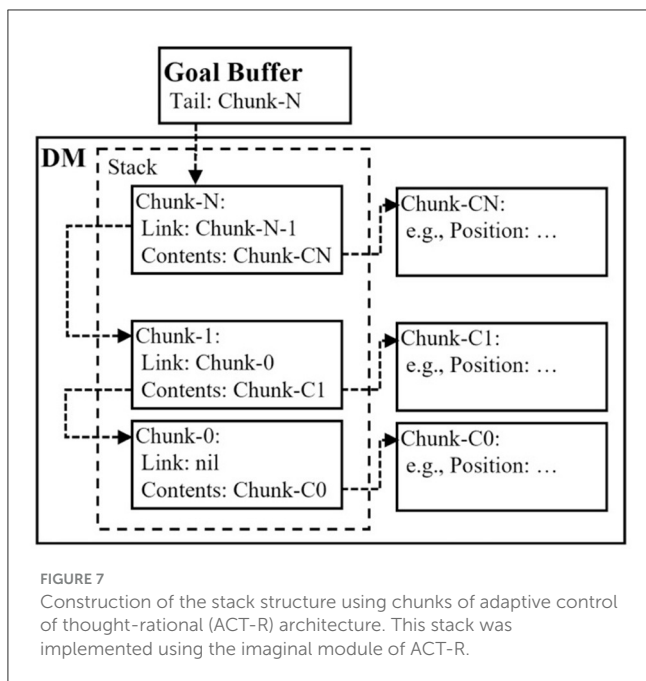 Goal Buffer
Tail: Chunk-N
DM
Stack
Chunk-N:
Link: Chunk-N-1
Contents: Chunk-CN
Chunk-CN:
e.g., Position: ...
Chunk-1:
Link: Chunk-0
Contents: Chunk-C1
Chunk-C1:
e.g., Position: ...
Chunk-0:
Link: nil
Contents: Chunk-C0
Chunk-C0:
e.g., Position: ...
FIGURE 7
Construction of the stack structure using chunks of adaptive control
of thought-rational (ACT-R) architecture. This stack was
implemented using the imaginal module of ACT-R.